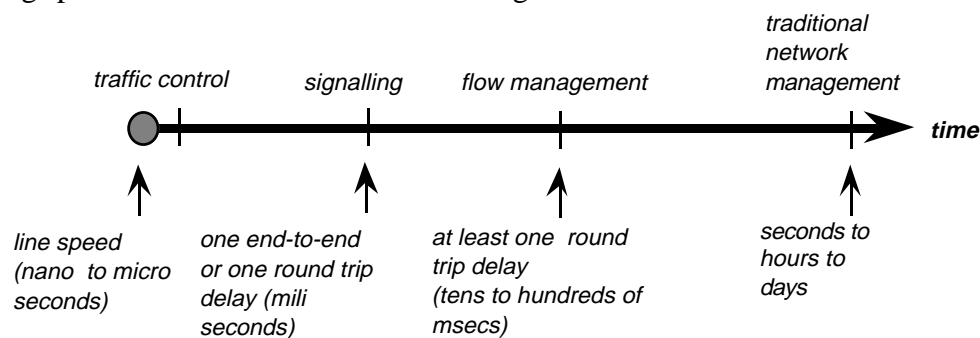 traditional
network
management
traffic control
signalling
flow management
time
line speed
(nano to micro
seconds)
one end-to-end
or one round trip
delay (mili
seconds)
at least one round
trip delay
(tens to hundreds of
msecs)
seconds to
hours to
days